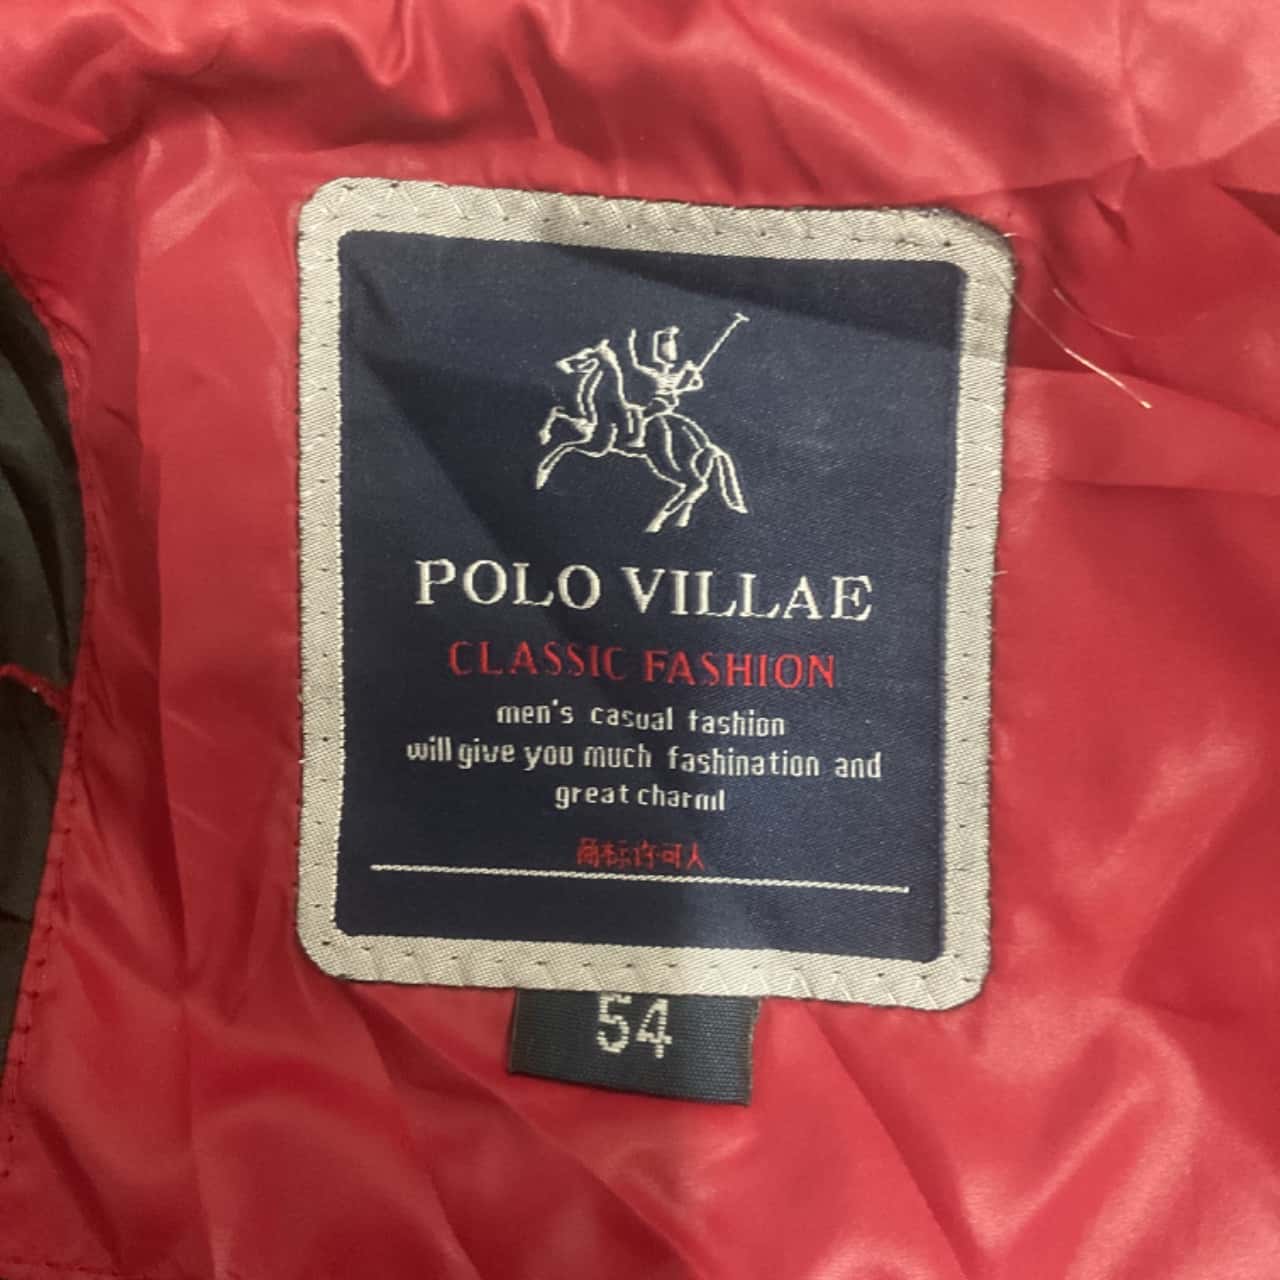 POLO VILLAE
CLASSIC FASHION
men's casual fashion
will give you much fashination and
great charml
商标许可人
54